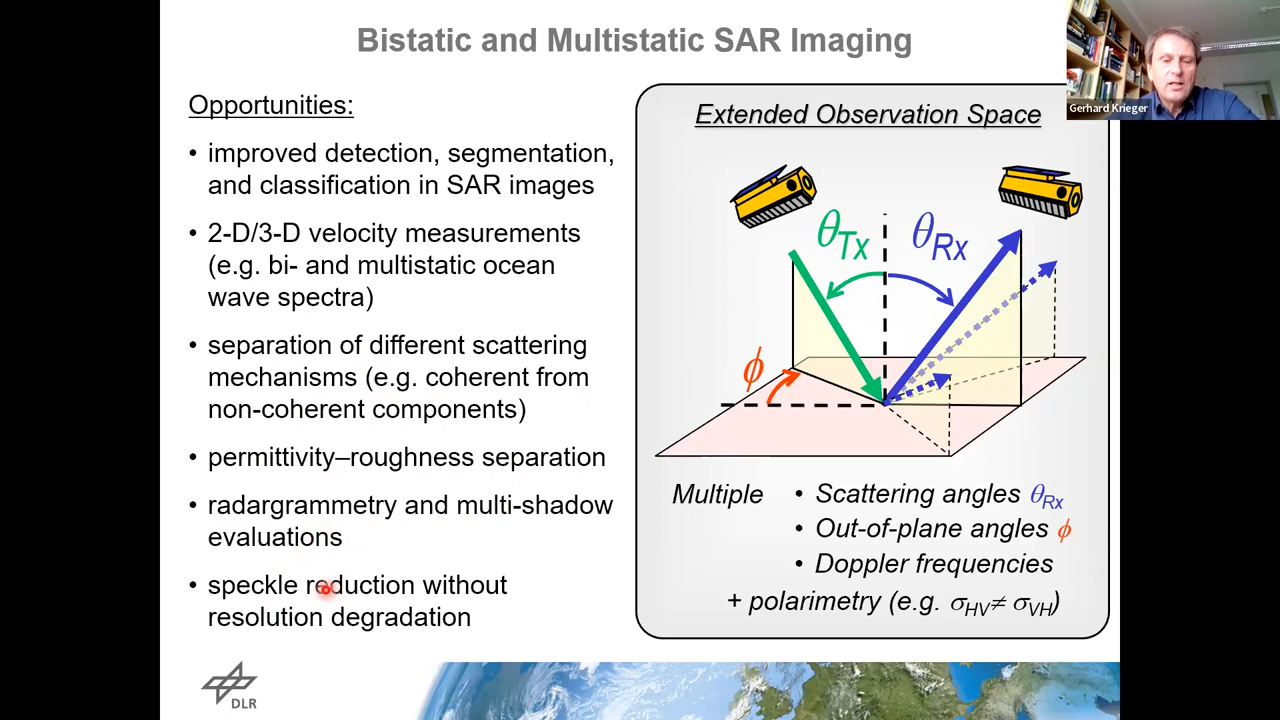 Bistatic and Multistatic SAR Imaging
Gerhard Krieger
Opportunities:
• improved detection, segmentation,
and classification in SAR images
• 2-D/3-D velocity measurements
(e.g. bi- and multistatic ocean
wave spectra)
• separation of different scattering
mechanisms (e.g. coherent from
non-coherent components)
• permittivity–roughness separation
• radargrammetry and multi-shadow
evaluations
• speckle reduction without
resolution degradation
Extended Observation Space
θTx θRx
ϕ
Multiple • Scattering angles θRx
• Out-of-plane angles ϕ
• Doppler frequencies
+ polarimetry (e.g. σHV≠ σVH)
DLR